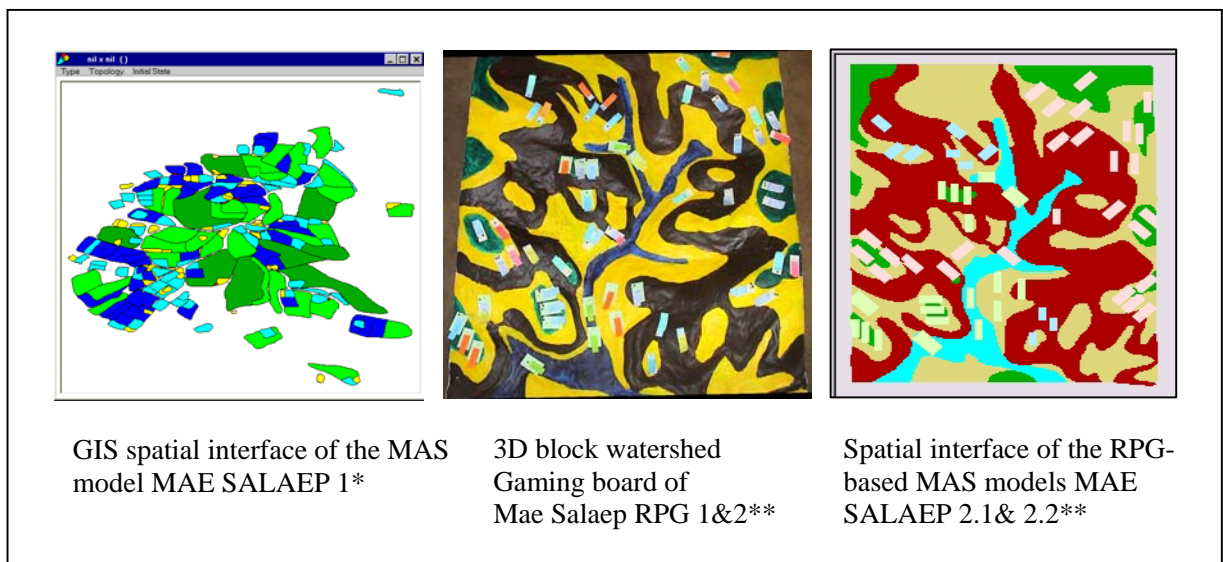 nil x nil ()
Type Topology Initial State
GIS spatial interface of the MAS
model MAE SALAEP 1*
3D block watershed
Gaming board of
Mae Salaep RPG 1&2**
Spatial interface of the RPG-
based MAS models MAE
SALAEP 2.1& 2.2**